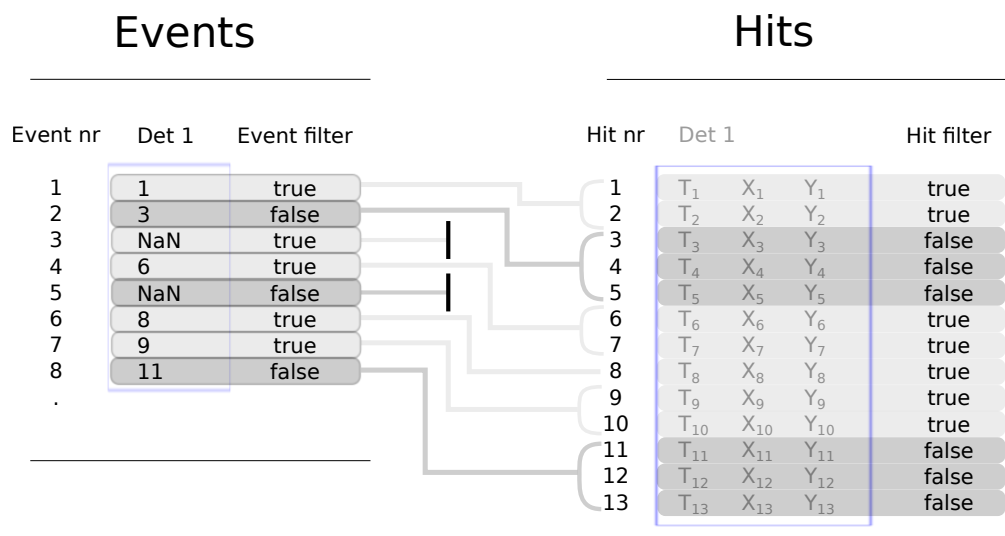 Events Hits
Event nr Det 1 Event filter Hit nr Det 1 Hit filter
1 1 true 1 T₁ X₁ Y₁ true
2 3 false 2 T₂ X₂ Y₂ true
3 NaN true 3 T₃ X₃ Y₃ false
4 6 true 4 T₄ X₄ Y₄ false
5 NaN false 5 T₅ X₅ Y₅ false
6 8 true 6 T₆ X₆ Y₆ true
7 9 true 7 T₇ X₇ Y₇ true
8 11 false 8 T₈ X₈ Y₈ true
. 9 T₉ X₉ Y₉ true
10 T₁₀ X₁₀ Y₁₀ true
11 T₁₁ X₁₁ Y₁₁ false
12 T₁₂ X₁₂ Y₁₂ false
13 T₁₃ X₁₃ Y₁₃ false